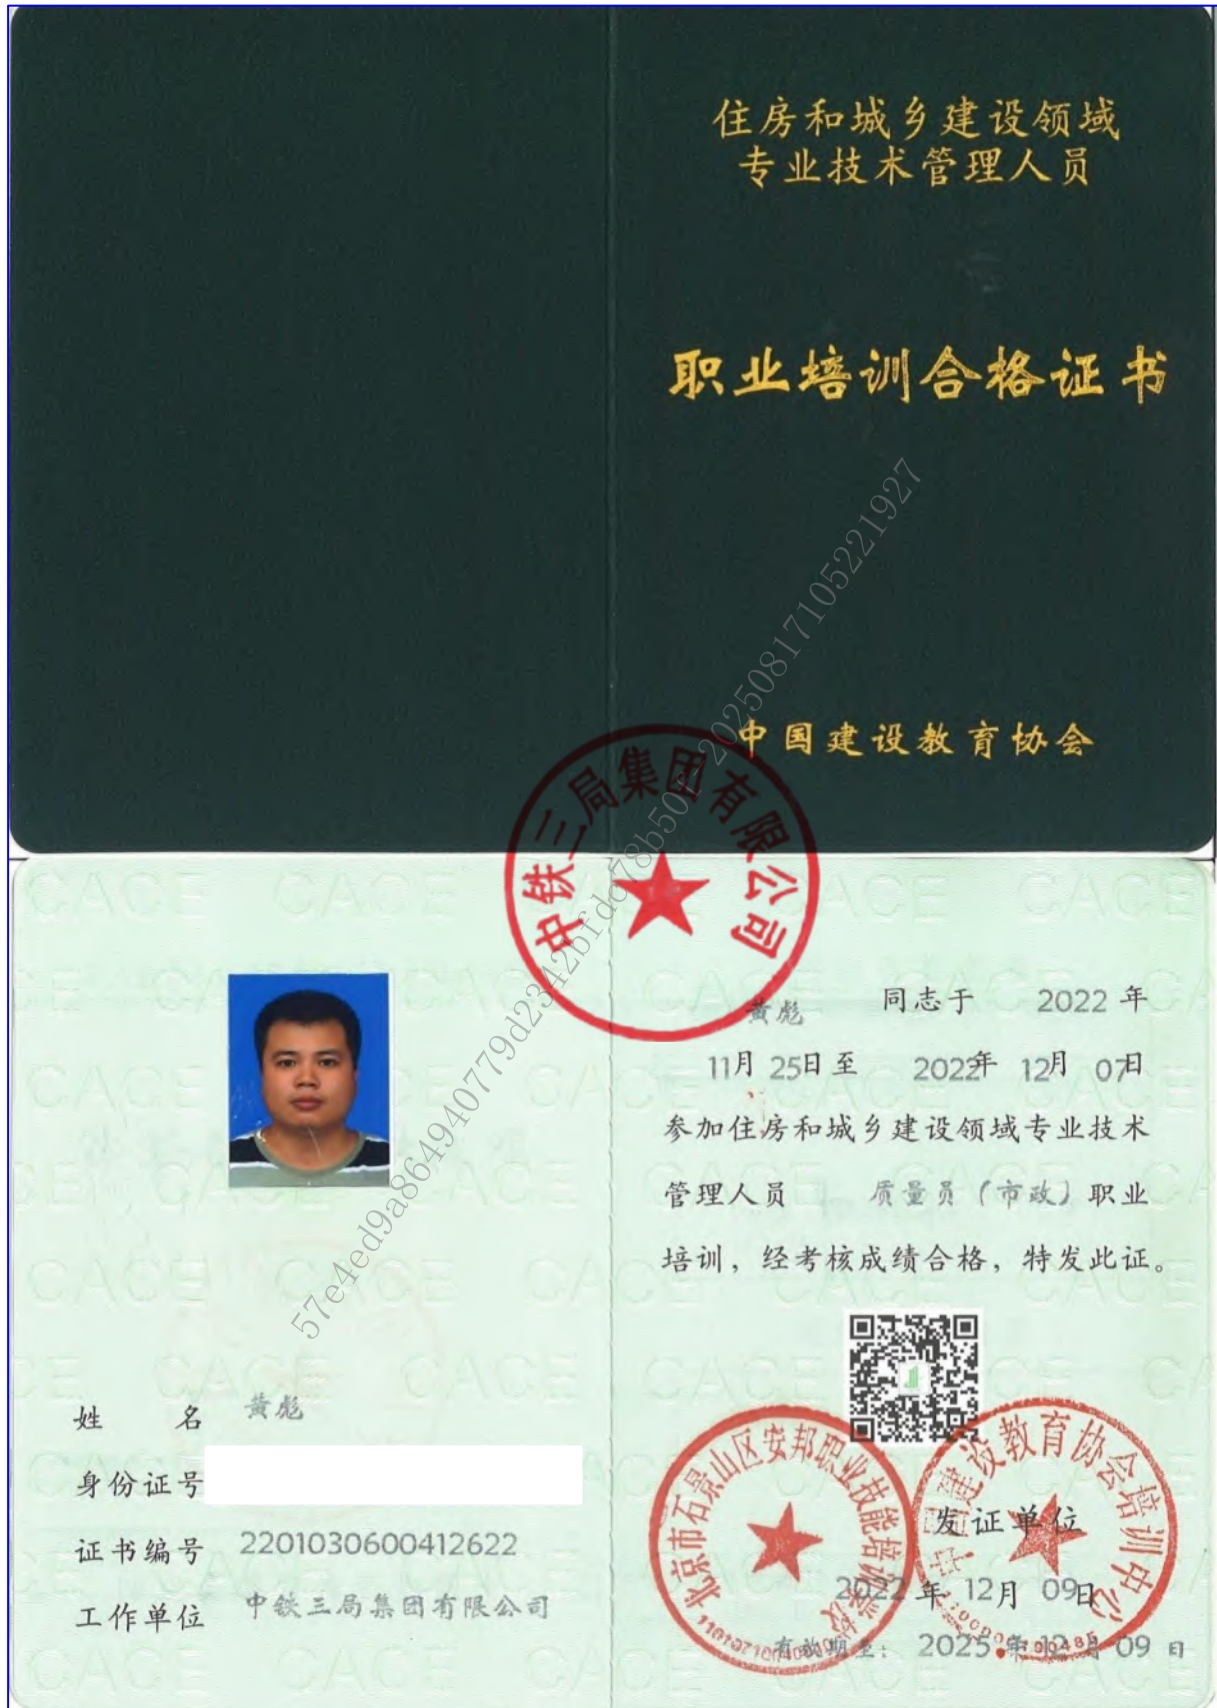 住房和城乡建设领域
专业技术管理人员
职业培训合格证书
中国建设教育协会
中铁三局集团有限公司
黄彪 同志于 2022 年
11月 25日至 2022年 12月 07日
参加住房和城乡建设领域专业技术
管理人员 质量员（市政）职业
培训，经考核成绩合格，特发此证。
姓 名 黄彪
身份证号
证书编号 2201030600412622
工作单位 中铁三局集团有限公司
北京市石景山区安邦职业技能培训学校
中国建设教育协会培训中心
发证单位
2022 年 12月 09日
有效期至： 2025 年 12 月 09 日